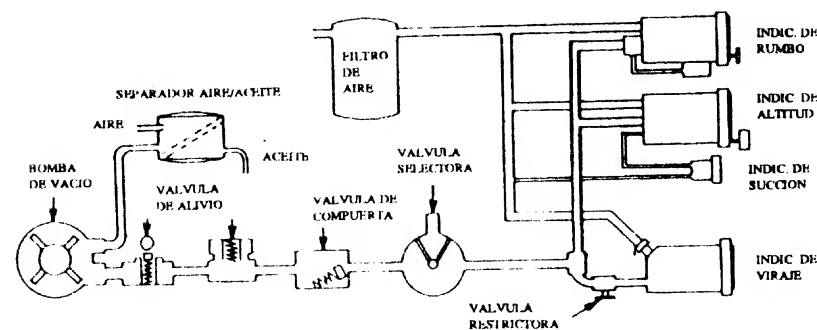 FILTRO
DE
AIRE
INDIC. DE
RUMBO
SEPARADOR AIRE/ACEITE
AIRE
ACEITE
INDIC. DE
ALTITUD
BOMBA
DE VACIO
VALVULA
DE ALIVIO
VALVULA DE
COMPUERTA
VALVULA
SELECTORA
INDIC. DE
SUCCION
INDIC. DE
VIRAJE
VALVULA
RESTRICTORA